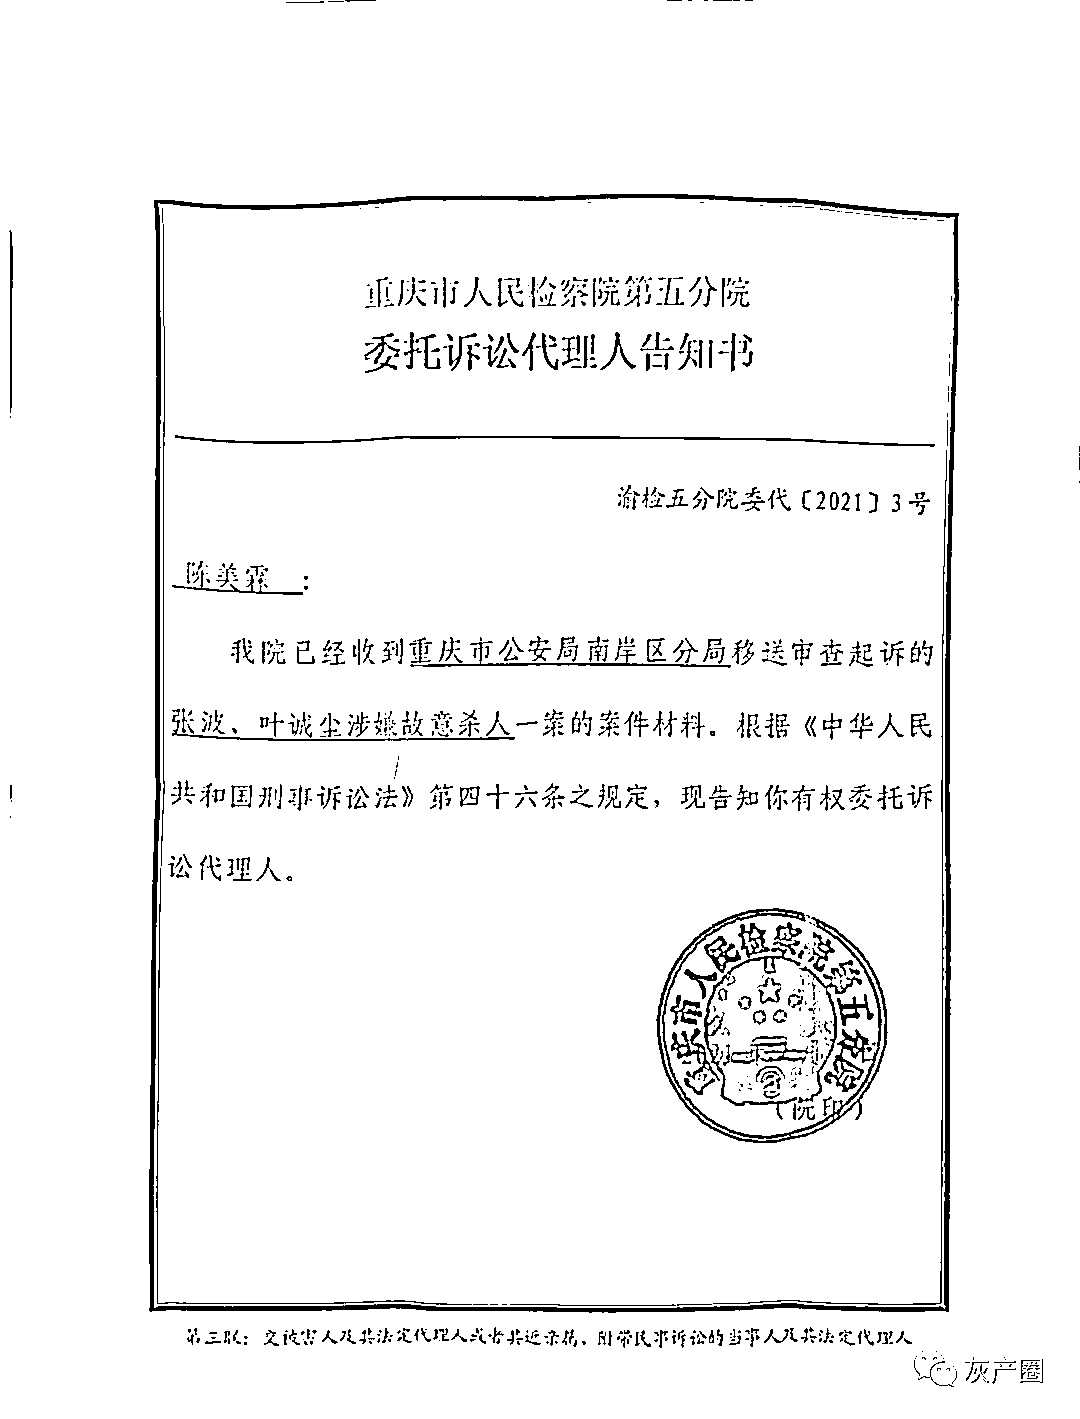 重庆市人民检察院第五分院
委托诉讼代理人告知书
渝检五分院委代〔2021〕3号
陈美霖:
我院已经收到重庆市公安局南岸区分局移送审查起诉的
张波、叶诚尘涉嫌故意杀人一案的案件材料。根据《中华人民
共和国刑事诉讼法》第四十六条之规定，现告知你有权委托诉
讼代理人。
重庆市人民检察院第五分院
(院印)
第三联：交被害人及其法定代理人或者其近亲属、附带民事诉讼的当事人及其法定代理人
灰产圈